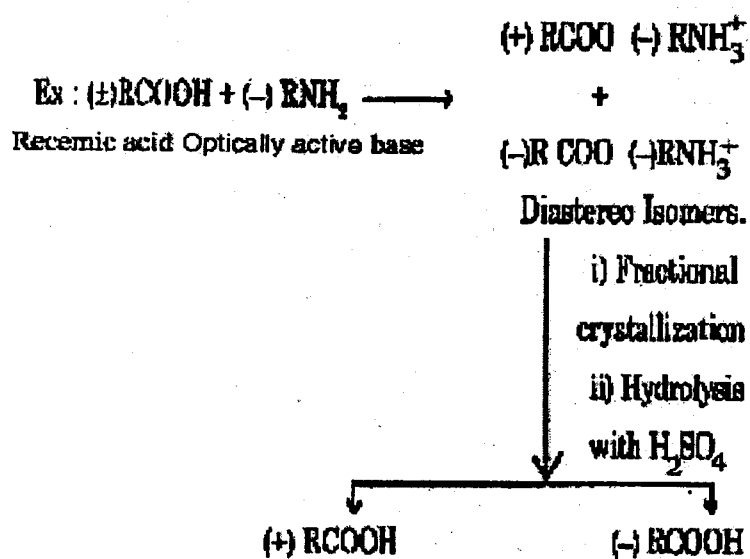 (+) RCOO (–) RNH₃⁺
Ex : (±)RCOOH + (–) RNH₂ ⟶ +
Recemic acid Optically active base
(–)R COO (–)RNH₃⁺
Diastereo Isomers.
i) Fractional
crystallization
ii) Hydrolysis
with H₂SO₄
(+) RCOOH (–) RCOOH